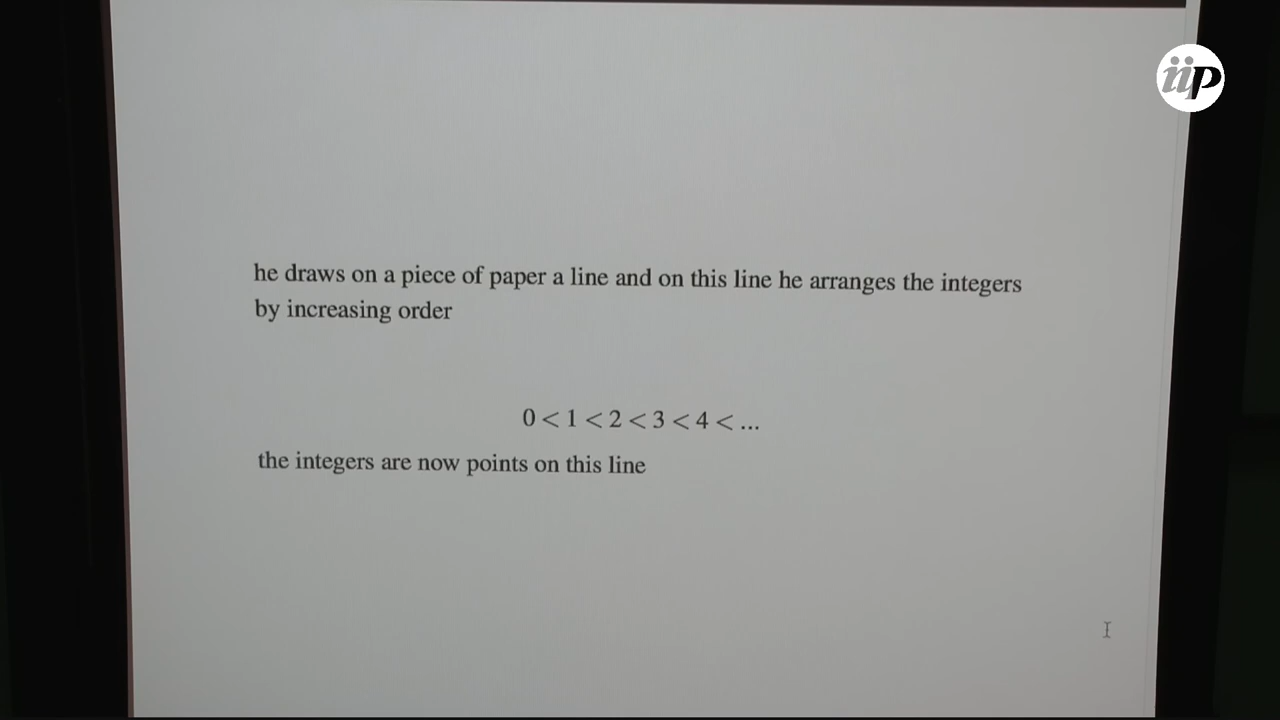 iip
he draws on a piece of paper a line and on this line he arranges the integers
by increasing order
0 < 1 < 2 < 3 < 4 < ...
the integers are now points on this line